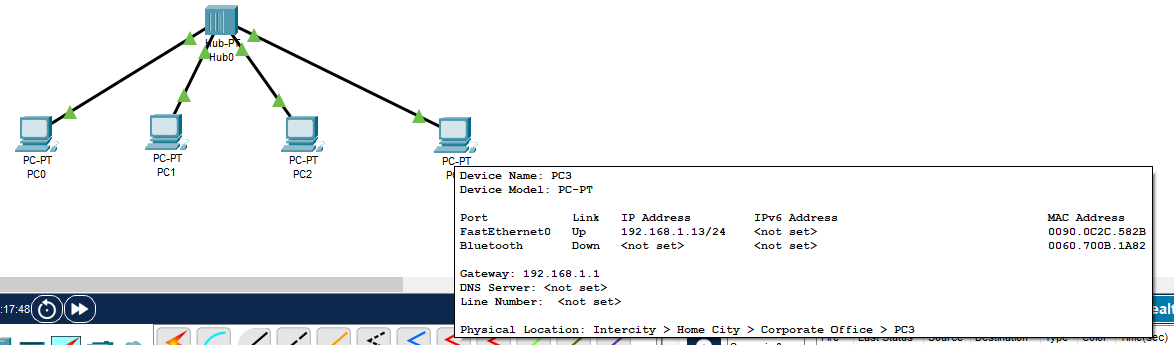 Hub-PT
Hub0
PC-PT
PC0
PC-PT
PC1
PC-PT
PC2
PC-PT
Device Name: PC3
Device Model: PC-PT
Port Link IP Address IPv6 Address MAC Address
FastEthernet0 Up 192.168.1.13/24 <not set> 0090.0C2C.582B
Bluetooth Down <not set> <not set> 0060.700B.1A82
Gateway: 192.168.1.1
DNS Server: <not set>
Line Number: <not set>
Physical Location: Intercity > Home City > Corporate Office > PC3
:17:48
Last Status Source Destination Type Color Time(sec)